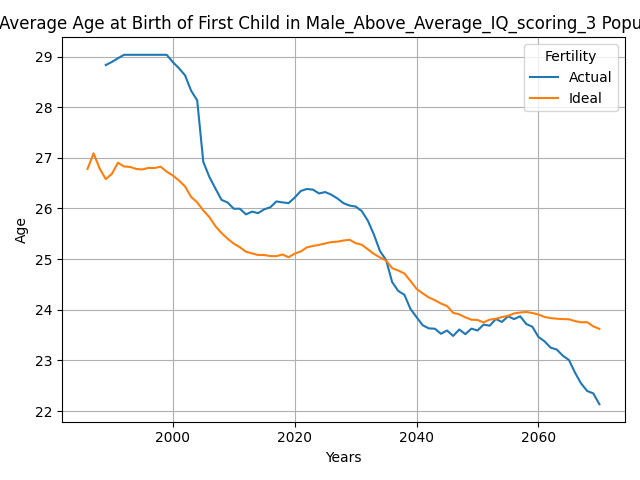 Average Age at Birth of First Child in Male_Above_Average_IQ_scoring_3 Popu
Fertility
Actual
Ideal
Age
29
28
27
26
25
24
23
22
2000 2020 2040 2060
Years